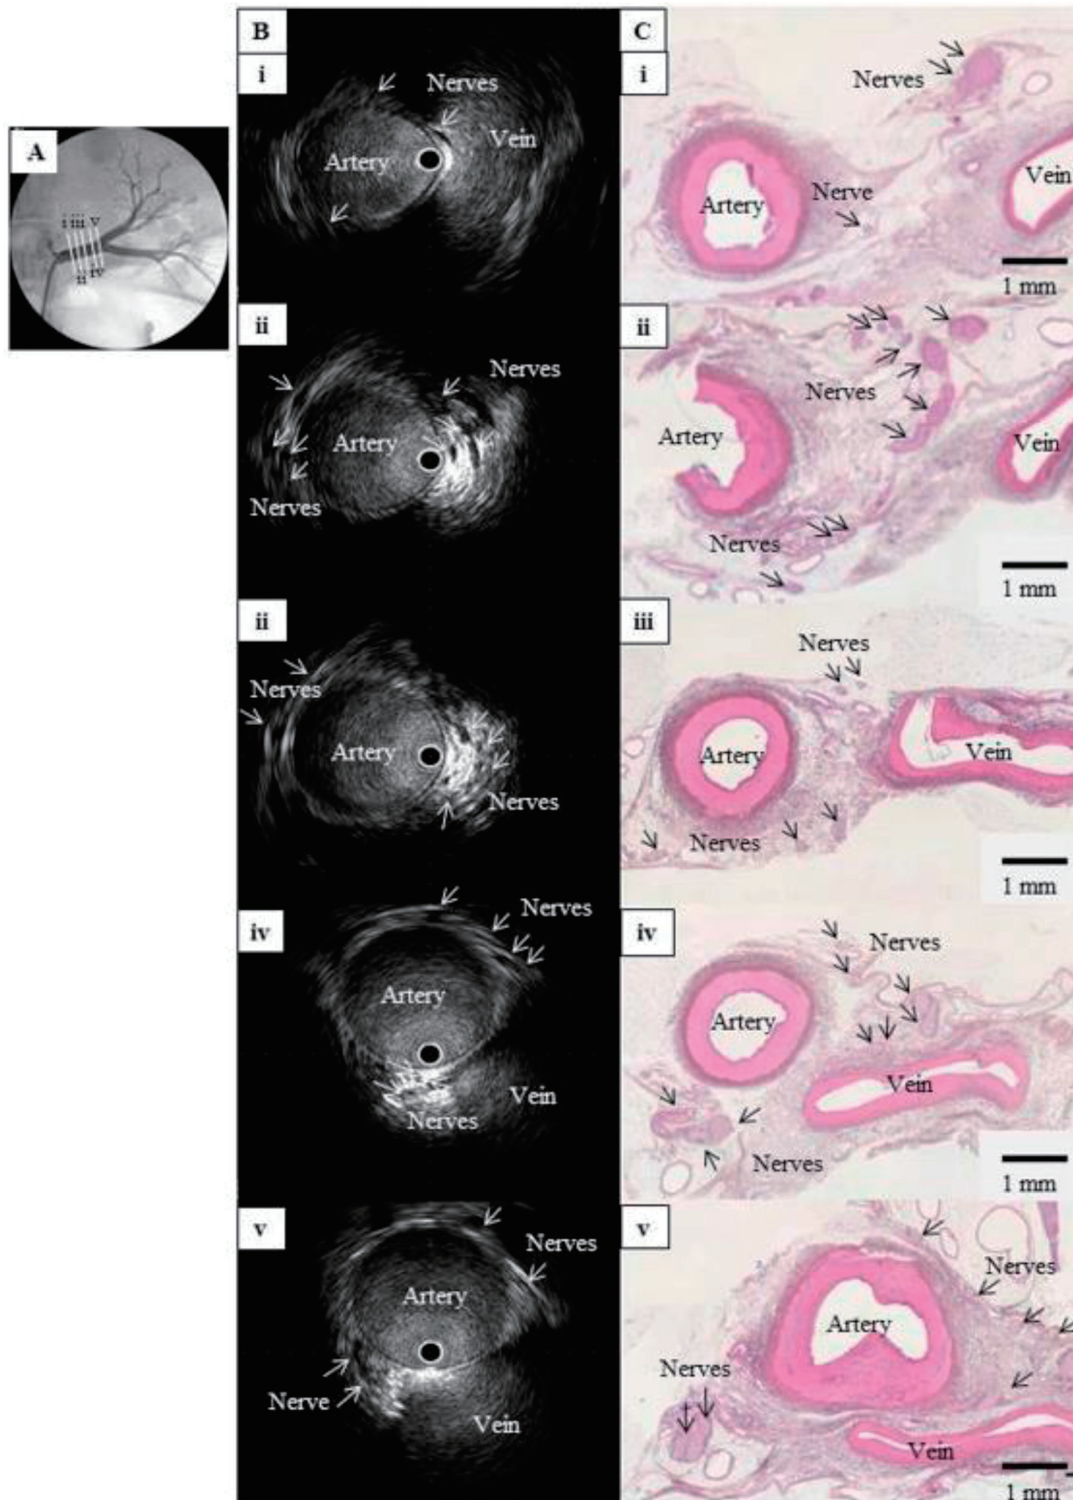 A
i iii v
ii iv
B
i
Nerves
Artery
Vein
ii
Nerves
Artery
Nerves
ii
Nerves
Artery
Nerves
iv
Nerves
Artery
Vein
Nerves
v
Nerves
Artery
Nerve
Vein
C
i
Nerves
Vein
Artery
Nerve
1 mm
ii
Nerves
Artery
Vein
Nerves
1 mm
iii
Nerves
Artery
Vein
Nerves
1 mm
iv
Nerves
Artery
Vein
Nerves
1 mm
v
Nerves
Artery
Nerves
Vein
1 mm